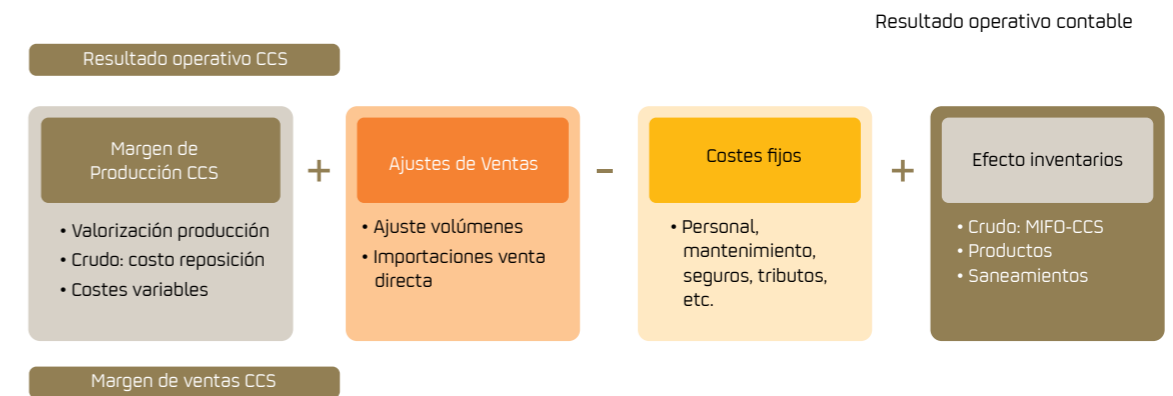 Resultado operativo contable
Resultado operativo CCS
Margen de
Producción CCS
• Valorización producción
• Crudo: costo reposición
• Costes variables
+
Ajustes de Ventas
• Ajuste volúmenes
• Importaciones venta
directa
-
Costes fijos
• Personal,
mantenimiento,
seguros, tributos,
etc.
+
Efecto inventarios
• Crudo: MIFO-CCS
• Productos
• Saneamientos
Margen de ventas CCS